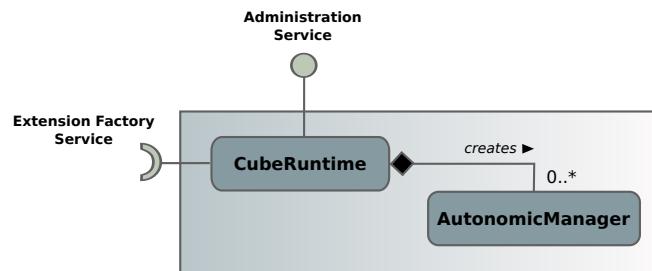 Administration
Service
Extension Factory
Service
CubeRuntime
creates ►
0..*
AutonomicManager